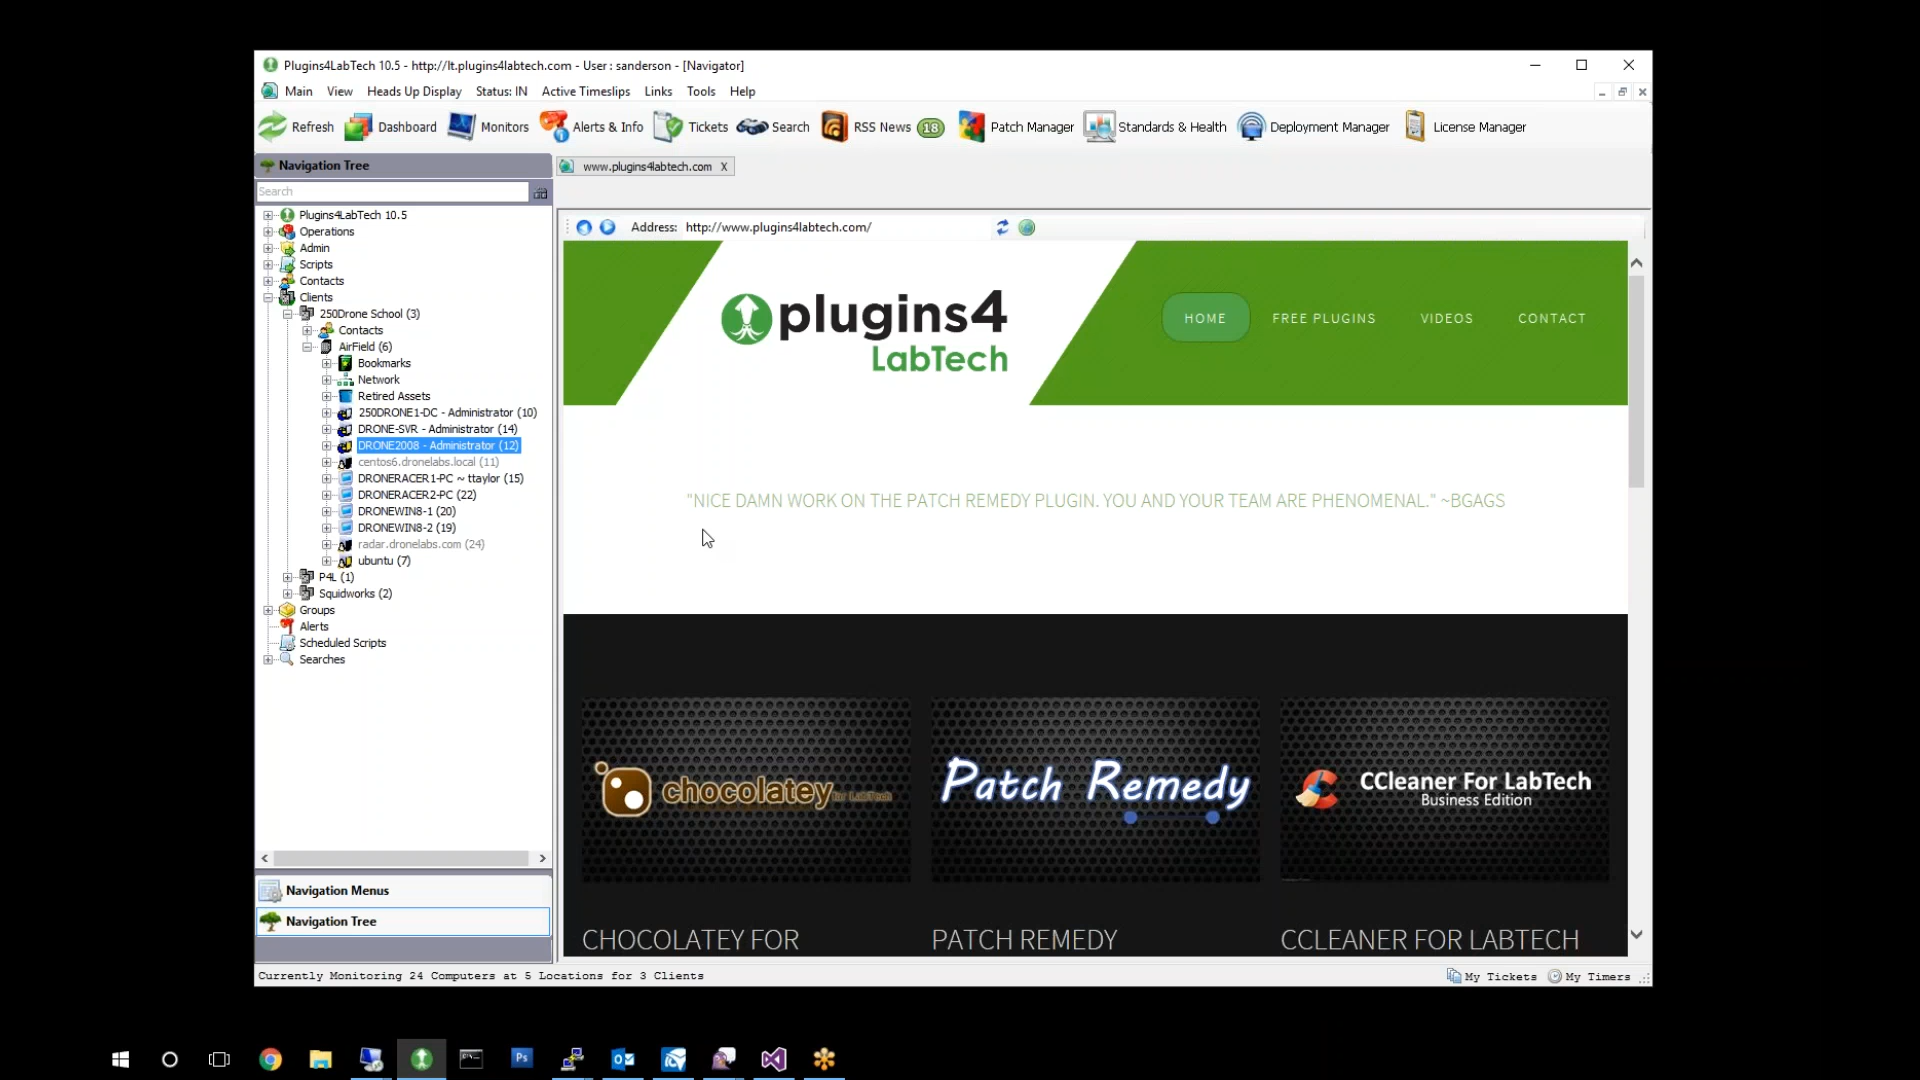 Plugins4LabTech 10.5 - http://lt.plugins4labtech.com - User : sanderson - [Navigator]
Main View Heads Up Display Status: IN Active Timeslips Links Tools Help
Refresh Dashboard Monitors Alerts & Info Tickets Search RSS News 18 Patch Manager Standards & Health Deployment Manager License Manager
Navigation Tree
www.plugins4labtech.com X
Search
Address: http://www.plugins4labtech.com/
Plugins4LabTech 10.5
Operations
Admin
Scripts
Contacts
Clients
250Drone School (3)
Contacts
AirField (6)
Bookmarks
Network
Retired Assets
250DRONE1-DC - Administrator (10)
DRONE-SVR - Administrator (14)
DRONE2008 - Administrator (12)
centos6.dronelabs.local (11)
DRONERACER1-PC ~ ttaylor (15)
DRONERACER2-PC (22)
DRONEWIN8-1 (20)
DRONEWIN8-2 (19)
radar.dronelabs.com (24)
ubuntu (7)
P4L (1)
Squidworks (2)
Groups
Alerts
Scheduled Scripts
Searches
plugins4
LabTech
HOME FREE PLUGINS VIDEOS CONTACT
"NICE DAMN WORK ON THE PATCH REMEDY PLUGIN. YOU AND YOUR TEAM ARE PHENOMENAL." ~BGAGS
chocolatey for LabTech
Patch Remedy
CCleaner For LabTech
Business Edition
CHOCOLATEY FOR
PATCH REMEDY
CCLEANER FOR LABTECH
Navigation Menus
Navigation Tree
Currently Monitoring 24 Computers at 5 Locations for 3 Clients
My Tickets My Timers
Ps